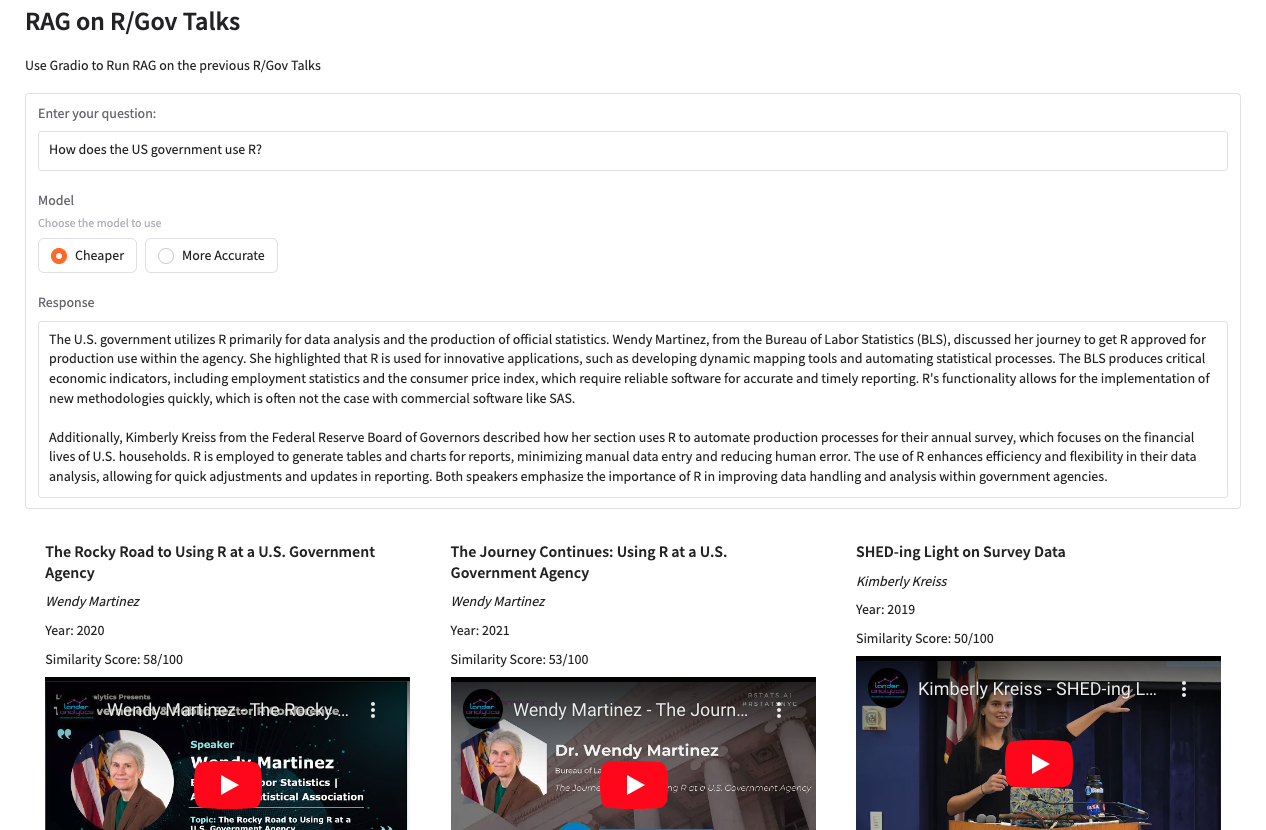 RAG on R/Gov Talks
Use Gradio to Run RAG on the previous R/Gov Talks
Enter your question:
How does the US government use R?
Model
Choose the model to use
Cheaper
More Accurate
Response
The U.S. government utilizes R primarily for data analysis and the production of official statistics. Wendy Martinez, from the Bureau of Labor Statistics (BLS), discussed her journey to get R approved for
production use within the agency. She highlighted that R is used for innovative applications, such as developing dynamic mapping tools and automating statistical processes. The BLS produces critical
economic indicators, including employment statistics and the consumer price index, which require reliable software for accurate and timely reporting. R's functionality allows for the implementation of
new methodologies quickly, which is often not the case with commercial software like SAS.
Additionally, Kimberly Kreiss from the Federal Reserve Board of Governors described how her section uses R to automate production processes for their annual survey, which focuses on the financial
lives of U.S. households. R is employed to generate tables and charts for reports, minimizing manual data entry and reducing human error. The use of R enhances efficiency and flexibility in their data
analysis, allowing for quick adjustments and updates in reporting. Both speakers emphasize the importance of R in improving data handling and analysis within government agencies.
The Rocky Road to Using R at a U.S. Government
Agency
Wendy Martinez
Year: 2020
Similarity Score: 58/100
Wendy Martinez - The Rocky...
Speaker
Wendy Martinez
Topic: The Rocky Road to Using R at a
U.S. Government Agency
The Journey Continues: Using R at a U.S.
Government Agency
Wendy Martinez
Year: 2021
Similarity Score: 53/100
RSTATS.AI
#RSTATSNYC
lander
analytics
Wendy Martinez - The Journ...
Dr. Wendy Martinez
Bureau of La
The Journe
ng R at a U.S. Government Agency
SHED-ing Light on Survey Data
Kimberly Kreiss
Year: 2019
Similarity Score: 50/100
lander
analytics
Kimberly Kreiss - SHED-ing L...